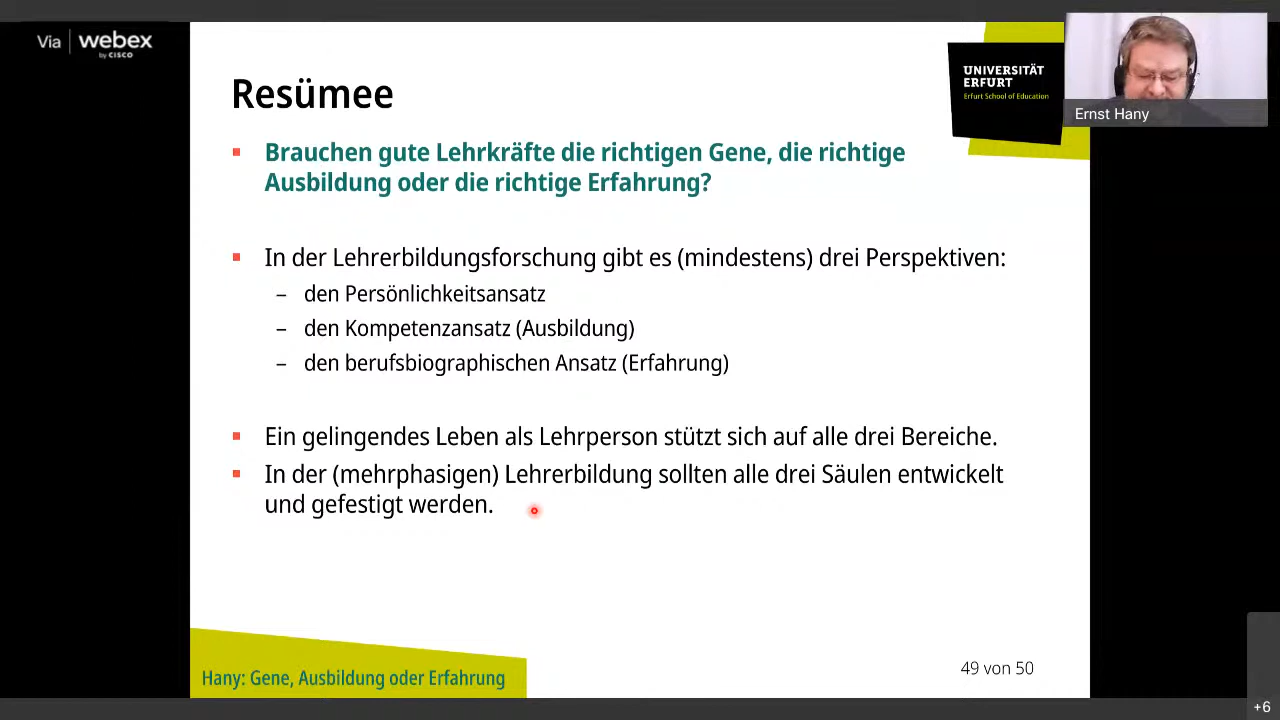 Via webex
by CISCO
Resümee
UNIVERSITÄT
ERFURT
Erfurt School of Education
Ernst Hany
Brauchen gute Lehrkräfte die richtigen Gene, die richtige
Ausbildung oder die richtige Erfahrung?
In der Lehrerbildungsforschung gibt es (mindestens) drei Perspektiven:
– den Persönlichkeitsansatz
– den Kompetenzansatz (Ausbildung)
– den berufsbiographischen Ansatz (Erfahrung)
Ein gelingendes Leben als Lehrperson stützt sich auf alle drei Bereiche.
In der (mehrphasigen) Lehrerbildung sollten alle drei Säulen entwickelt
und gefestigt werden.
Hany: Gene, Ausbildung oder Erfahrung
49 von 50
+6